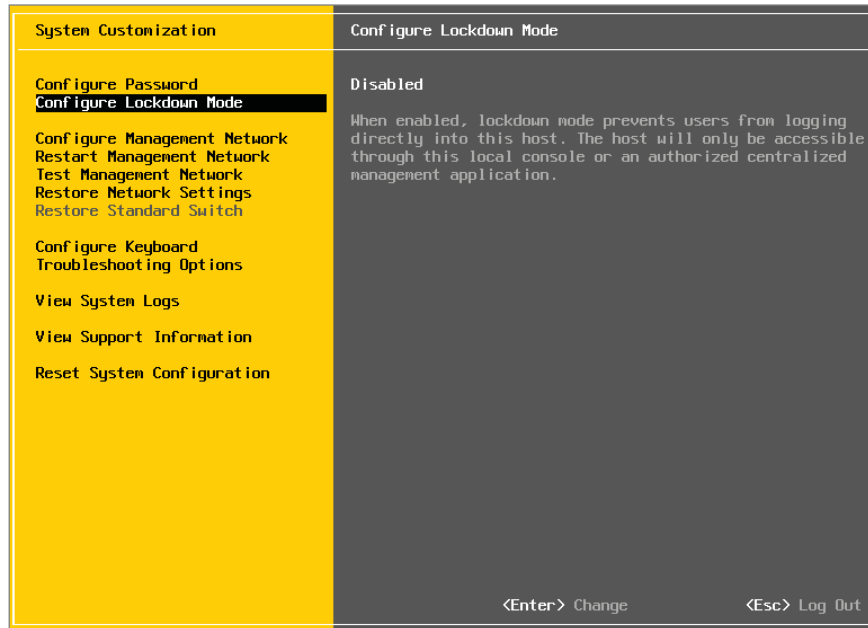 System Customization
Configure Password
Configure Lockdown Mode
Configure Management Network
Restart Management Network
Test Management Network
Restore Network Settings
Restore Standard Switch
Configure Keyboard
Troubleshooting Options
View System Logs
View Support Information
Reset System Configuration
Configure Lockdown Mode
Disabled
When enabled, lockdown mode prevents users from logging
directly into this host. The host will only be accessible
through this local console or an authorized centralized
management application.
<Enter> Change <Esc> Log Out